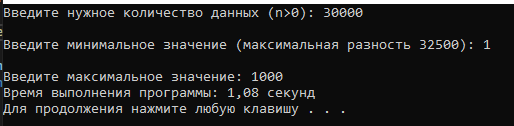 Введите нужное количество данных (n>0): 30000
Введите минимальное значение (максимальная разность 32500): 1
Введите максимальное значение: 1000
Время выполнения программы: 1,08 секунд
Для продолжения нажмите любую клавишу . . .